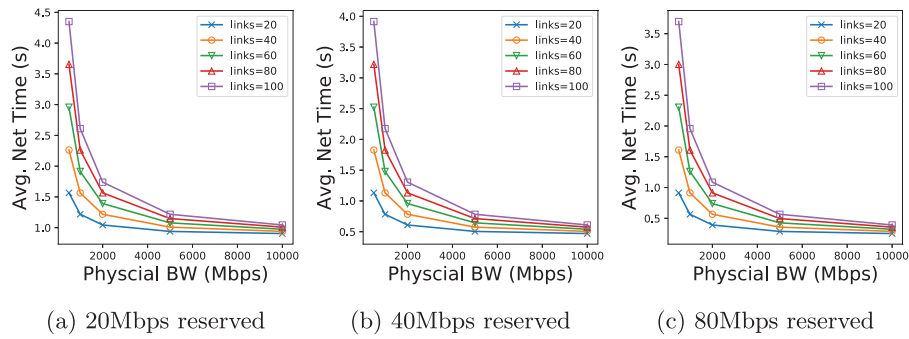 4.5
4.0
3.5
3.0
2.5
2.0
1.5
1.0
Avg. Net Time (s)
links=20
links=40
links=60
links=80
links=100
2000 4000 6000 8000 10000
Physcial BW (Mbps)
(a) 20Mbps reserved
4.0
3.5
3.0
2.5
2.0
1.5
1.0
0.5
Avg. Net Time (s)
links=20
links=40
links=60
links=80
links=100
2000 4000 6000 8000 10000
Physcial BW (Mbps)
(b) 40Mbps reserved
3.5
3.0
2.5
2.0
1.5
1.0
0.5
Avg. Net Time (s)
links=20
links=40
links=60
links=80
links=100
2000 4000 6000 8000 10000
Physcial BW (Mbps)
(c) 80Mbps reserved